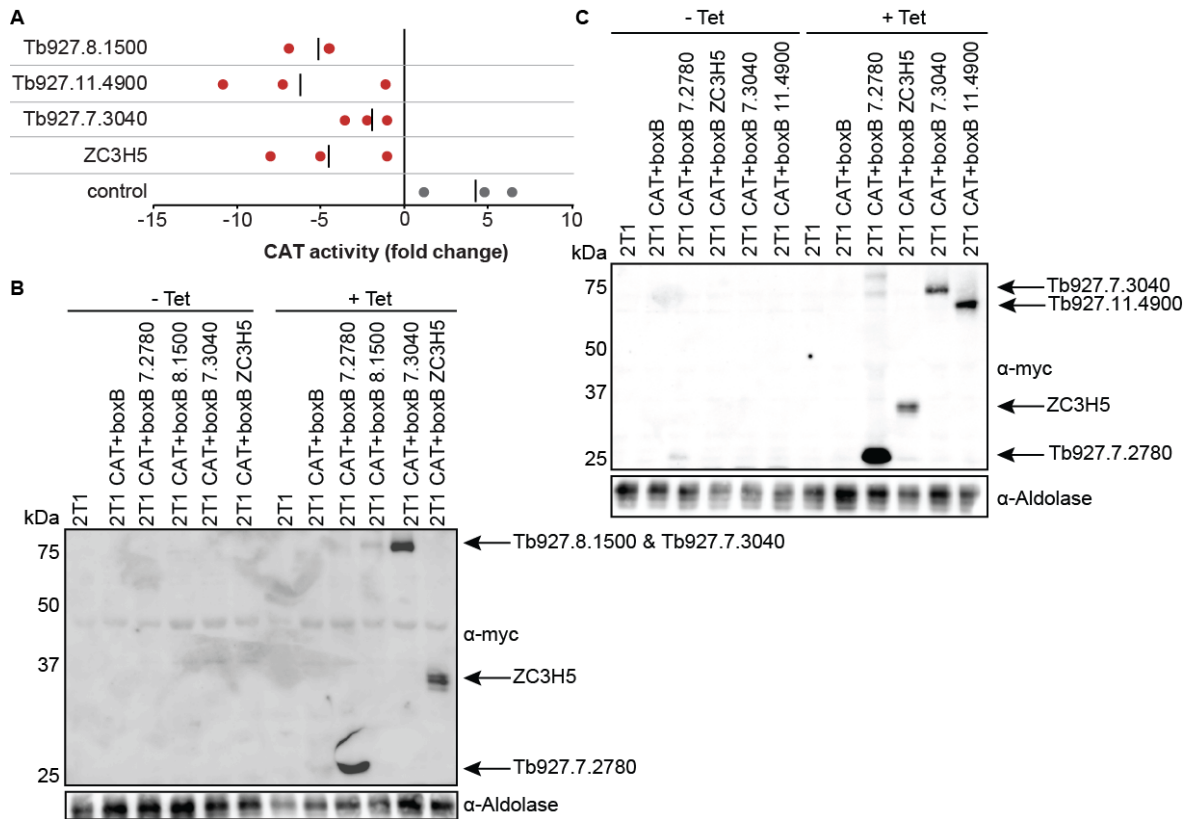 A
Tb927.8.1500
Tb927.11.4900
Tb927.7.3040
ZC3H5
control
-15 -10 -5 0 5 10
CAT activity (fold change)
B
- Tet + Tet
2T1
2T1 CAT+boxB
2T1 CAT+boxB 7.2780
2T1 CAT+boxB 8.1500
2T1 CAT+boxB 7.3040
2T1 CAT+boxB ZC3H5
2T1
2T1 CAT+boxB
2T1 CAT+boxB 7.2780
2T1 CAT+boxB 8.1500
2T1 CAT+boxB 7.3040
2T1 CAT+boxB ZC3H5
kDa
75
50
37
25
Tb927.8.1500 & Tb927.7.3040
α-myc
ZC3H5
Tb927.7.2780
α-Aldolase
C
- Tet + Tet
2T1
2T1 CAT+boxB
2T1 CAT+boxB 7.2780
2T1 CAT+boxB ZC3H5
2T1 CAT+boxB 7.3040
2T1 CAT+boxB 11.4900
2T1
2T1 CAT+boxB
2T1 CAT+boxB 7.2780
2T1 CAT+boxB ZC3H5
2T1 CAT+boxB 7.3040
2T1 CAT+boxB 11.4900
kDa
75
50
37
25
Tb927.7.3040
Tb927.11.4900
α-myc
ZC3H5
Tb927.7.2780
α-Aldolase